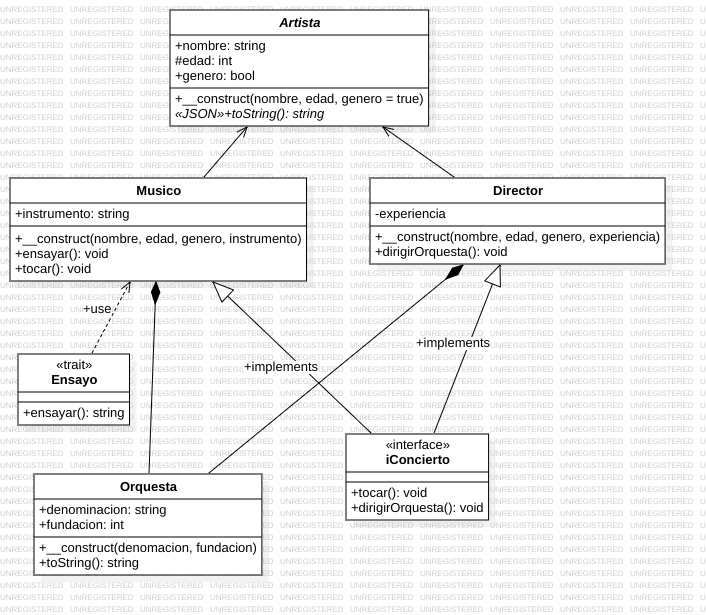 Artista
+nombre: string
#edad: int
+genero: bool
+__construct(nombre, edad, genero = true)
«JSON»+toString(): string
Musico
+instrumento: string
+__construct(nombre, edad, genero, instrumento)
+ensayar(): void
+tocar(): void
Director
-experiencia
+__construct(nombre, edad, genero, experiencia)
+dirigirOrquesta(): void
+use
+implements
+implements
«trait»
Ensayo
+ensayar(): string
«interface»
iConcierto
+tocar(): void
+dirigirOrquesta(): void
Orquesta
+denominacion: string
+fundacion: int
+__construct(denomacion, fundacion)
+toString(): string
UNREGISTERED